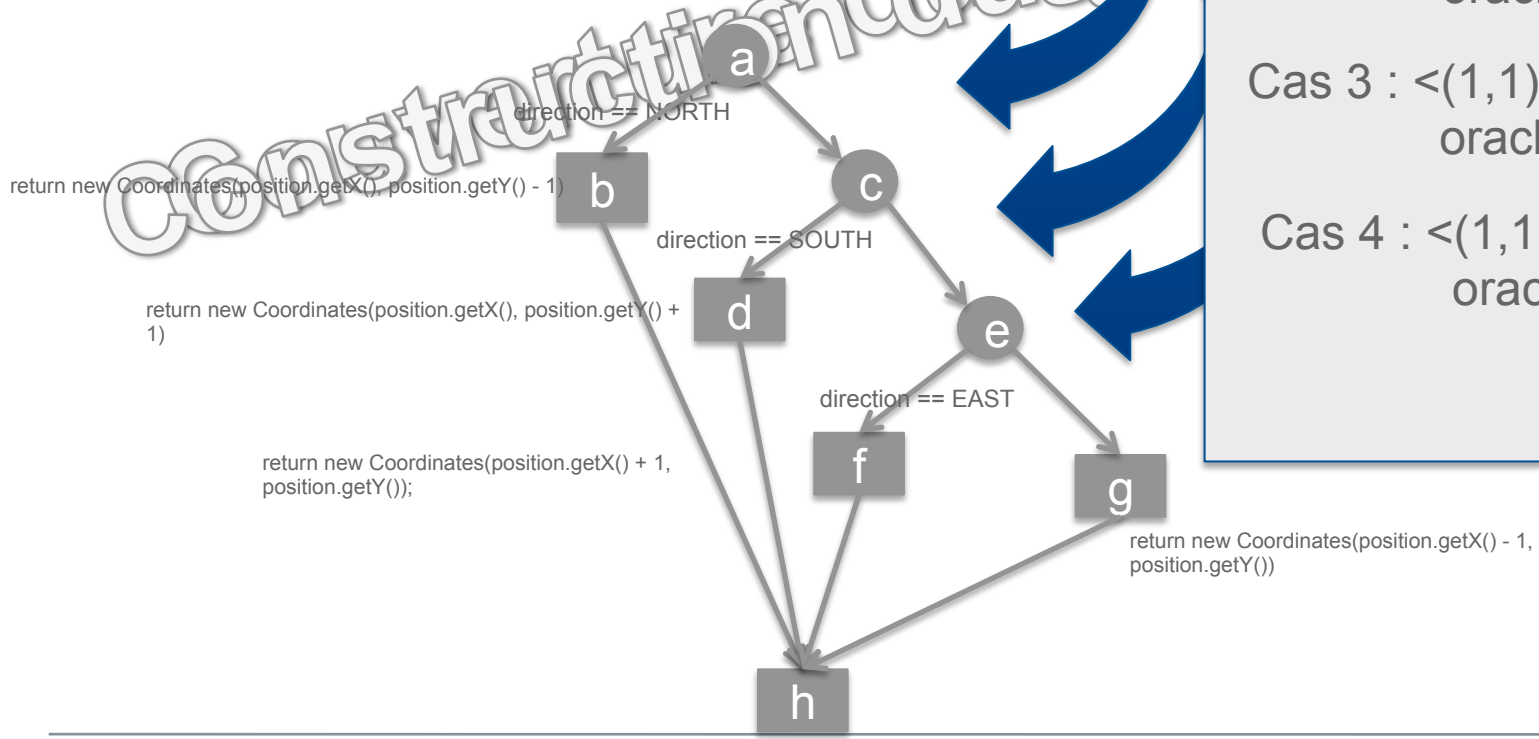 Construction
a
direction == NORTH
return new Coordinates(position.getX(), position.getY() - 1)
b
c
direction == SOUTH
return new Coordinates(position.getX(), position.getY() +
1)
d
e
direction == EAST
return new Coordinates(position.getX() + 1,
position.getY());
f
g
return new Coordinates(position.getX() - 1,
position.getY())
h
Cas 3 : <(1,1)
Cas 4 : <(1,1